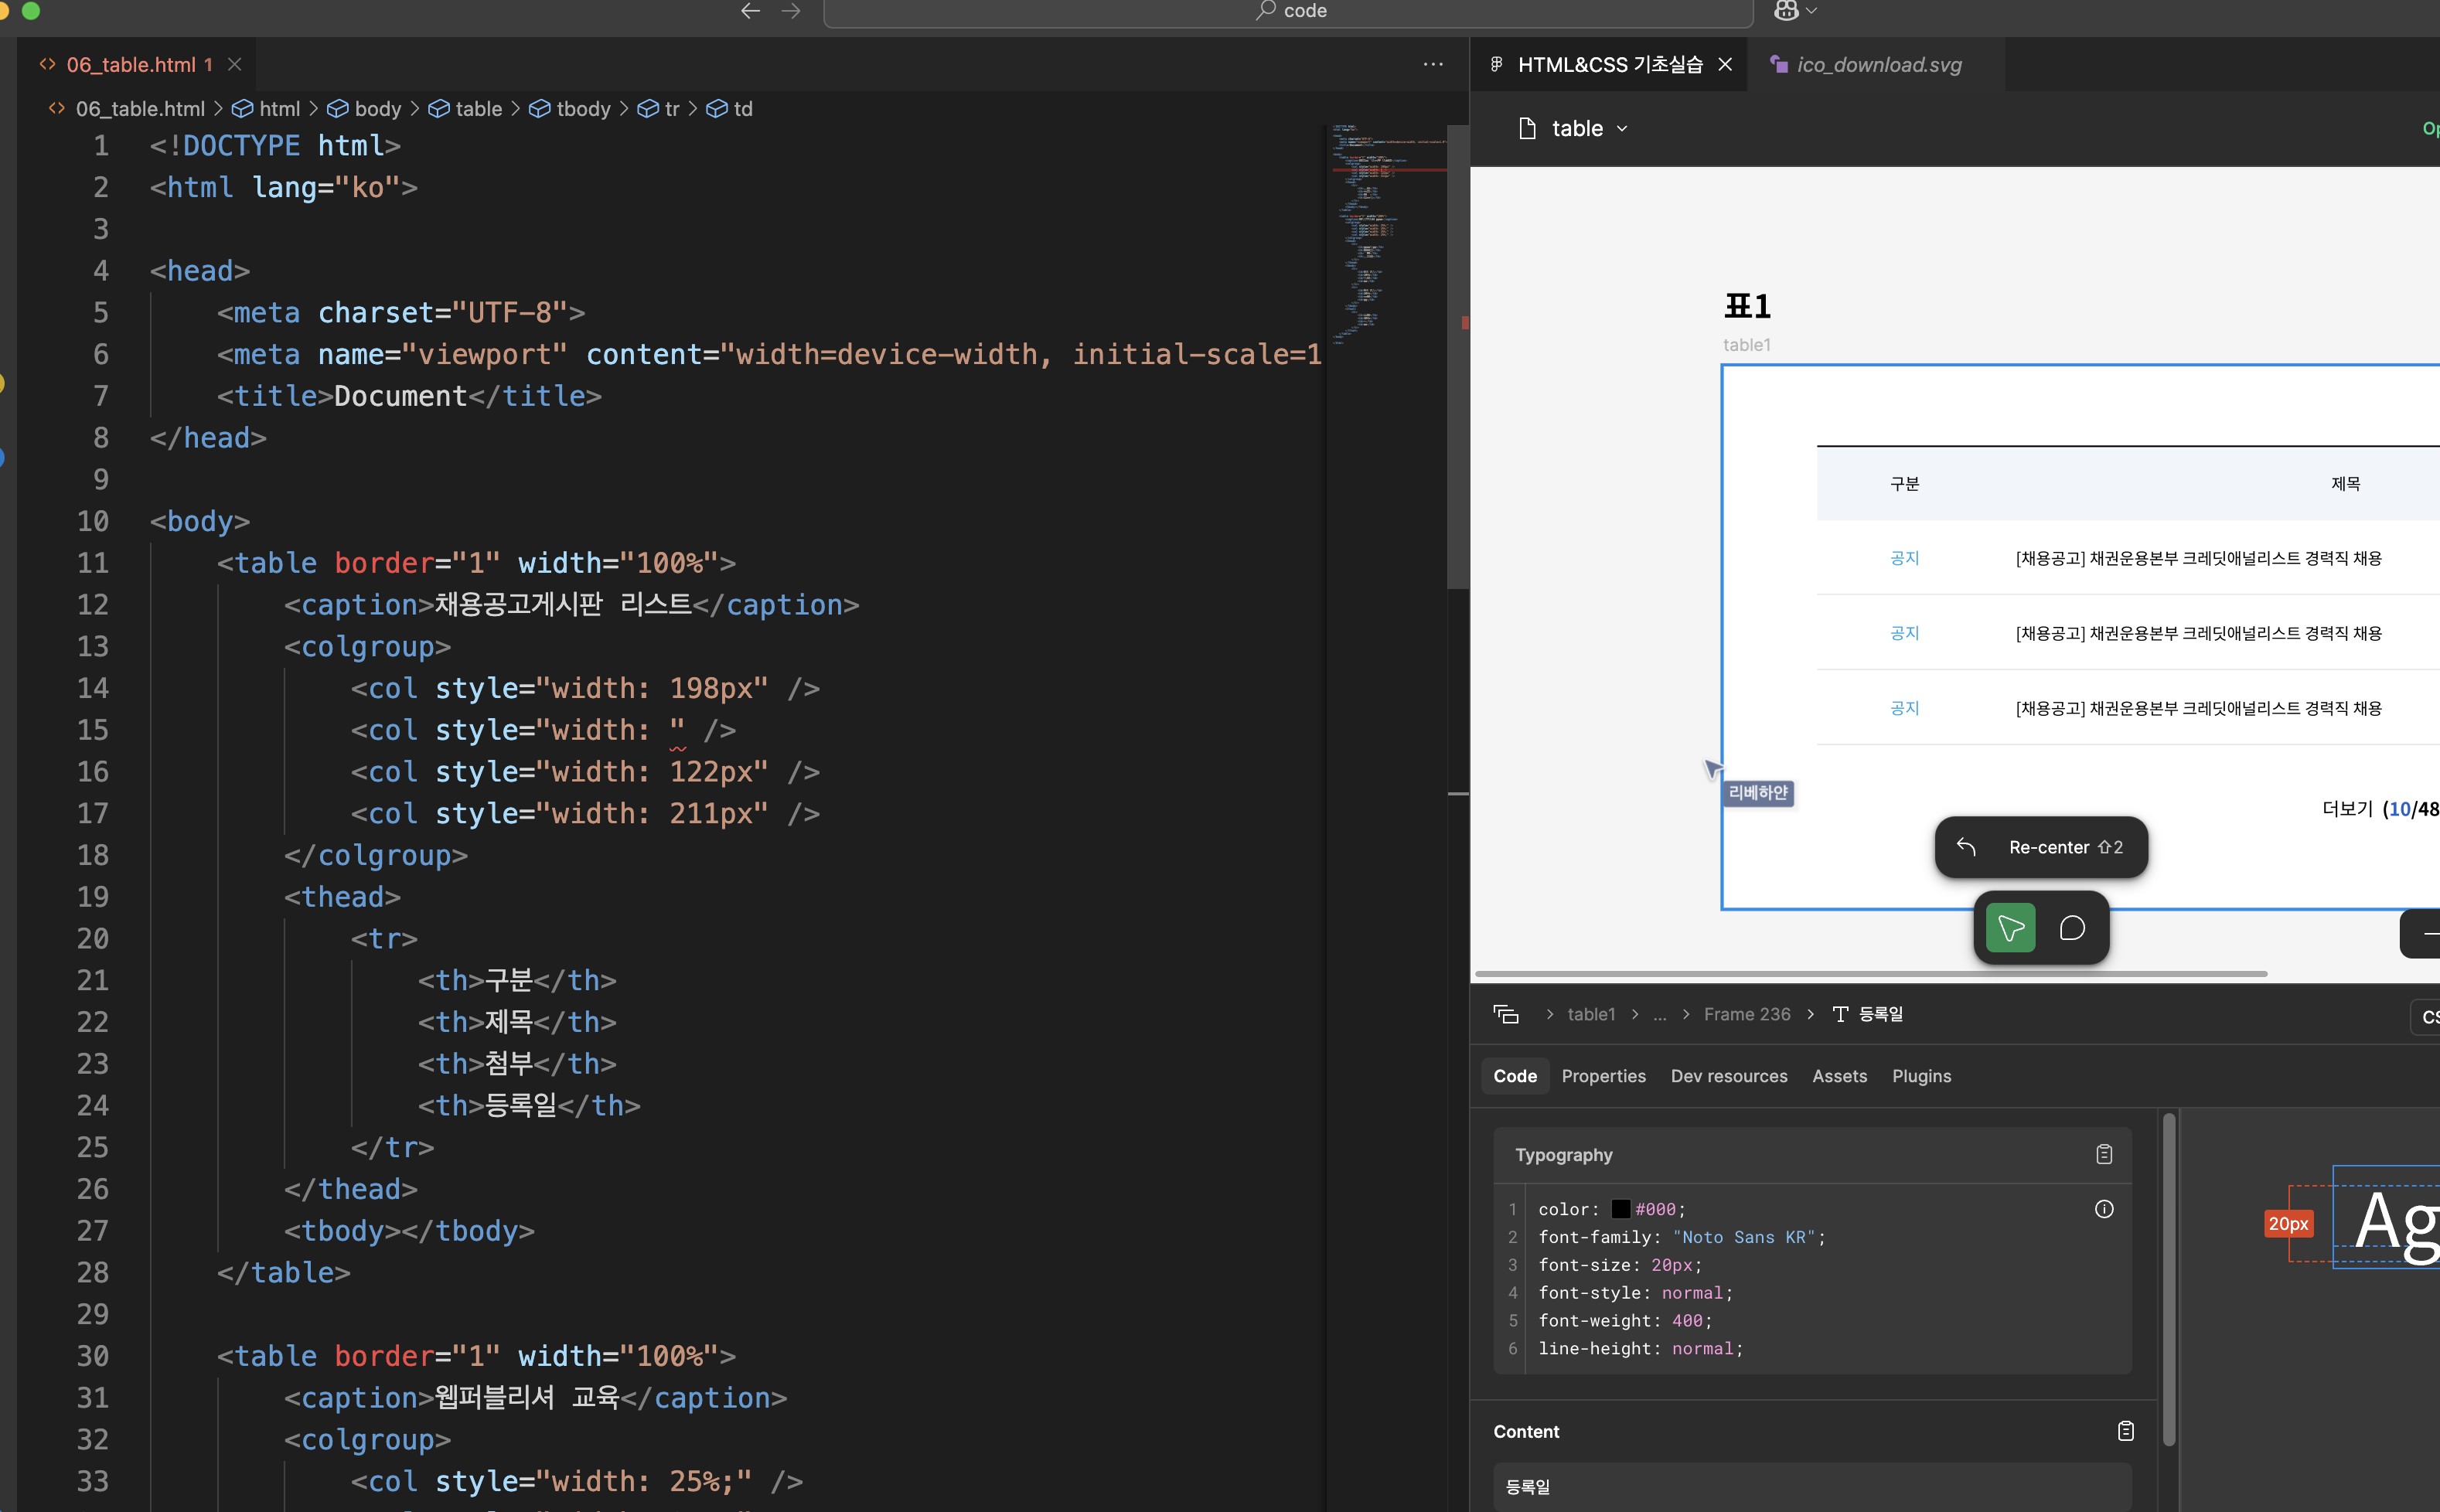 code
06_table.html 1
HTML&CSS 기초실습
ico_download.svg
06_table.html > html > body > table > tbody > tr > td
table
1 <!DOCTYPE html>
2 <html lang="ko">
3
4 <head>
5 <meta charset="UTF-8">
6 <meta name="viewport" content="width=device-width, initial-scale=1
7 <title>Document</title>
8 </head>
9
10 <body>
11 <table border="1" width="100%">
12 <caption>채용공고게시판 리스트</caption>
13 <colgroup>
14 <col style="width: 198px" />
15 <col style="width: " />
16 <col style="width: 122px" />
17 <col style="width: 211px" />
18 </colgroup>
19 <thead>
20 <tr>
21 <th>구분</th>
22 <th>제목</th>
23 <th>첨부</th>
24 <th>등록일</th>
25 </tr>
26 </thead>
27 <tbody></tbody>
28 </table>
29
30 <table border="1" width="100%">
31 <caption>웹퍼블리셔 교육</caption>
32 <colgroup>
33 <col style="width: 25%;" />
표1
table1
구분 제목
공지 [채용공고] 채권운용본부 크레딧애널리스트 경력직 채용
공지 [채용공고] 채권운용본부 크레딧애널리스트 경력직 채용
공지 [채용공고] 채권운용본부 크레딧애널리스트 경력직 채용
리베하얀
더보기 (10/48
Re-center ⇧2
> table1 > ... > Frame 236 > 등록일
Code Properties Dev resources Assets Plugins
Typography
1 color: #000;
2 font-family: "Noto Sans KR";
3 font-size: 20px;
4 font-style: normal;
5 font-weight: 400;
6 line-height: normal;
20px
Ag
Content
등록일